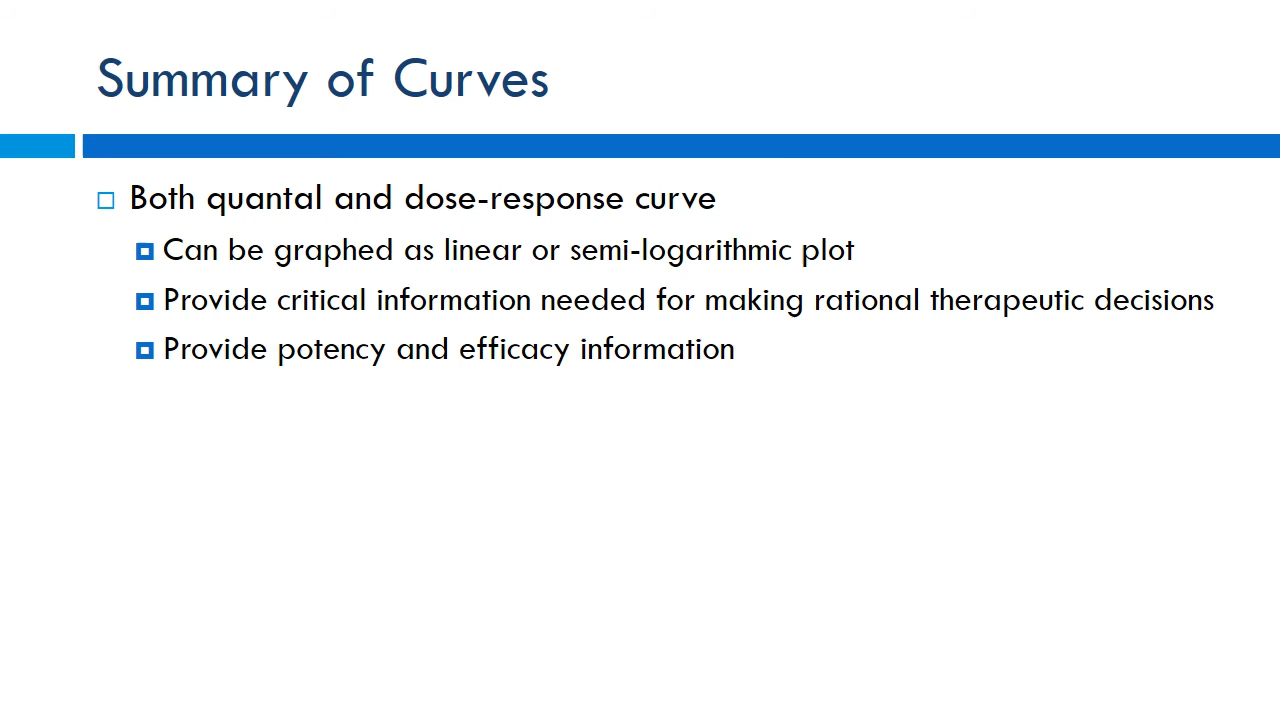 Summary of Curves
Both quantal and dose-response curve
Can be graphed as linear or semi-logarithmic plot
Provide critical information needed for making rational therapeutic decisions
Provide potency and efficacy information